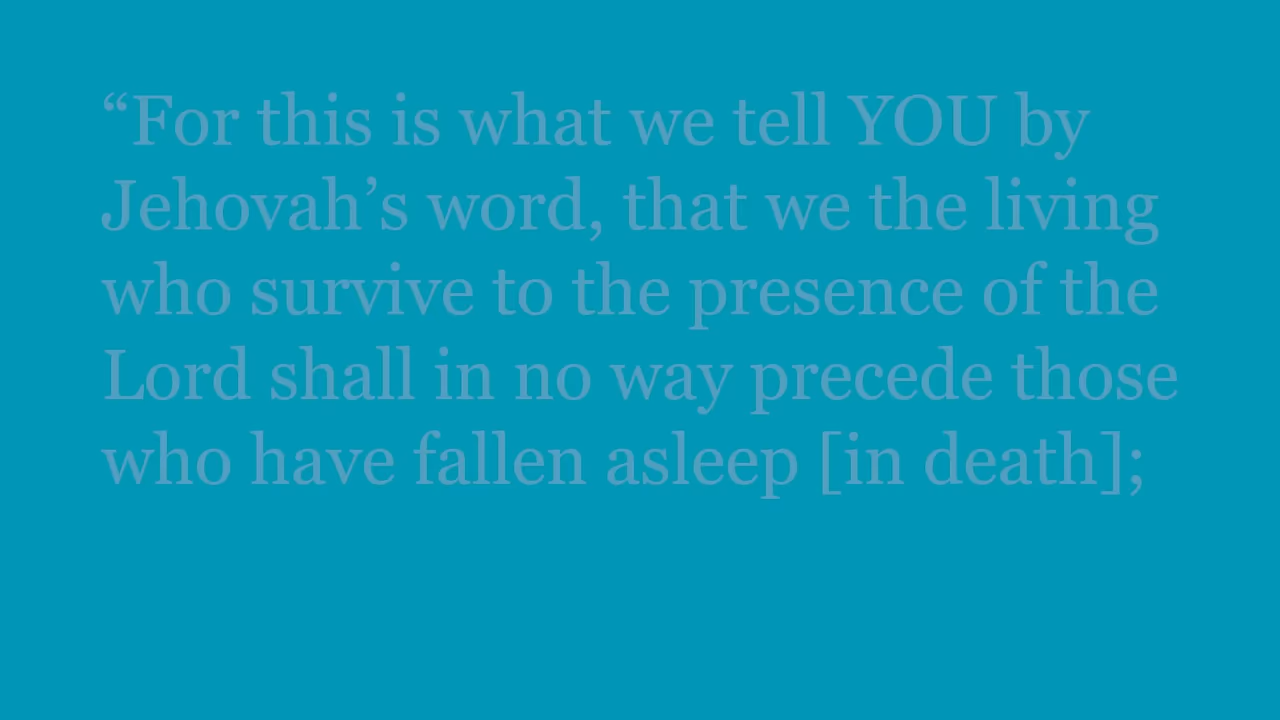 “For this is what we tell YOU by
Jehovah’s word, that we the living
who survive to the presence of the
Lord shall in no way precede those
who have fallen asleep [in death];